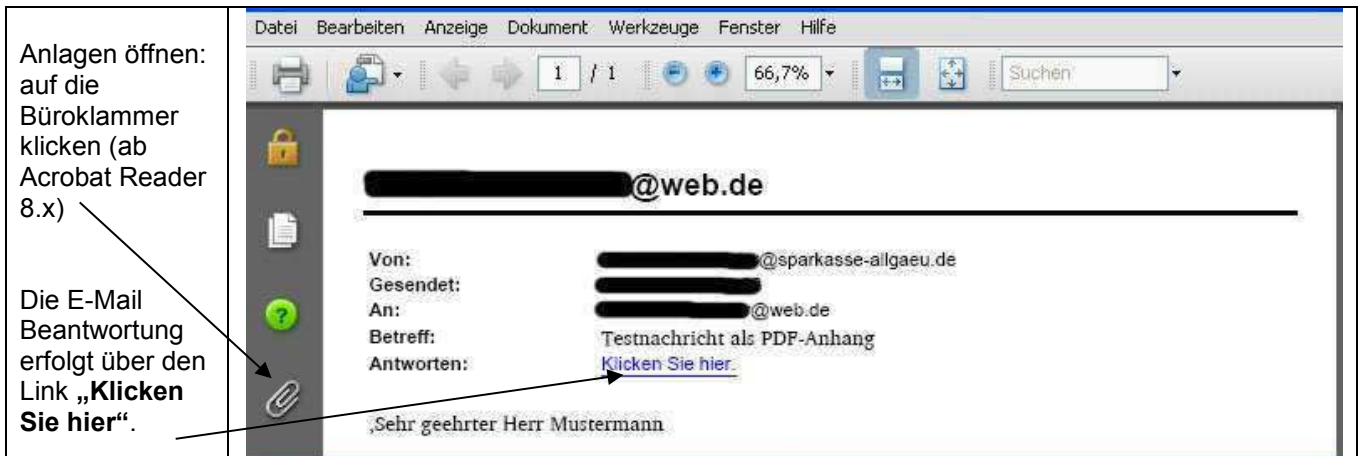 Anlagen öffnen:
auf die
Büroklammer
klicken (ab
Acrobat Reader
8.x)
Die E-Mail
Beantwortung
erfolgt über den
Link „Klicken
Sie hier“.
Datei Bearbeiten Anzeige Dokument Werkzeuge Fenster Hilfe
1 / 1 66,7% Suchen
@web.de
Von: @sparkasse-allgaeu.de
Gesendet:
An: @web.de
Betreff: Testnachricht als PDF-Anhang
Antworten: Klicken Sie hier.
,Sehr geehrter Herr Mustermann